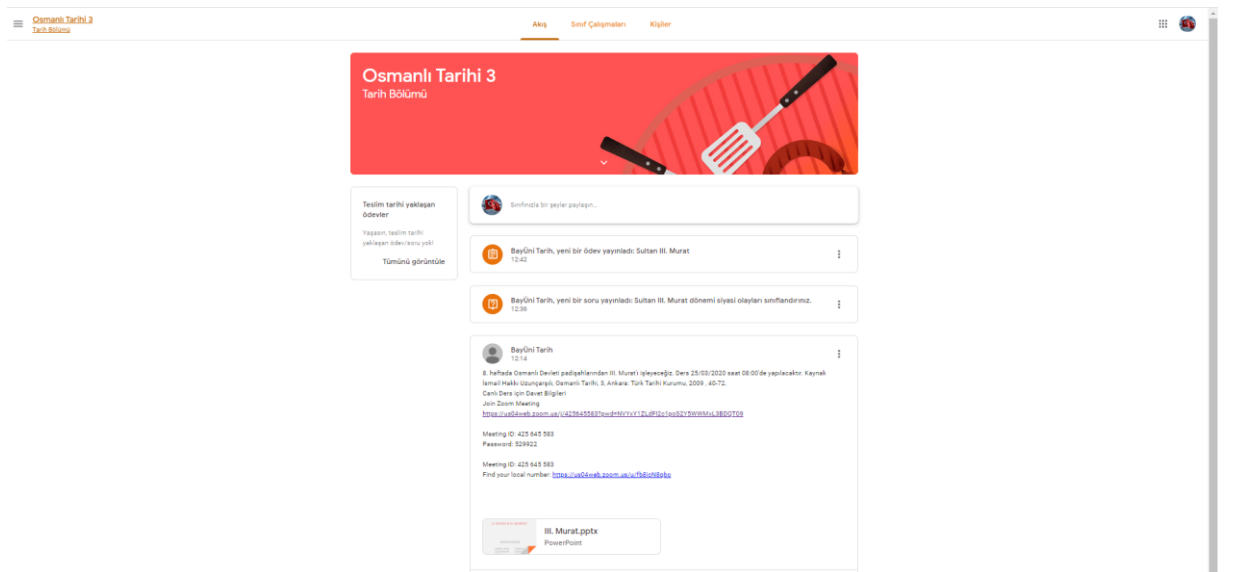 Osmanlı Tarihi 3
Tarih Bölümü
Akış
Sınıf Çalışmaları
Kişiler
Osmanlı Tarihi 3
Tarih Bölümü
Teslim tarihi yaklaşan
ödevler
Yaşasın, teslim tarihi
yaklaşan ödev/soru yok!
Tümünü görüntüle
Sınıfınızla bir şeyler paylaşın...
BayÜni Tarih, yeni bir ödev yayınladı: Sultan III. Murat
12:42
BayÜni Tarih, yeni bir soru yayınladı: Sultan III. Murat dönemi siyasi olayları sınıflandırınız.
12:36
BayÜni Tarih
12:14
8. haftada Osmanlı Devleti padişahlarından III. Murat'ı işleyeceğiz. Ders 25/03/2020 saat 08:00'de yapılacaktır. Kaynak
İsmail Hakkı Uzunçarşılı, Osmanlı Tarihi, 3, Ankara: Türk Tarihi Kurumu, 2009 , 40-72.
Canlı Ders için Davet Bilgileri
Join Zoom Meeting
Meeting ID: 425 645 583
Password: 529922
Meeting ID: 425 645 583
Find your local number:
III. Murat.pptx
PowerPoint